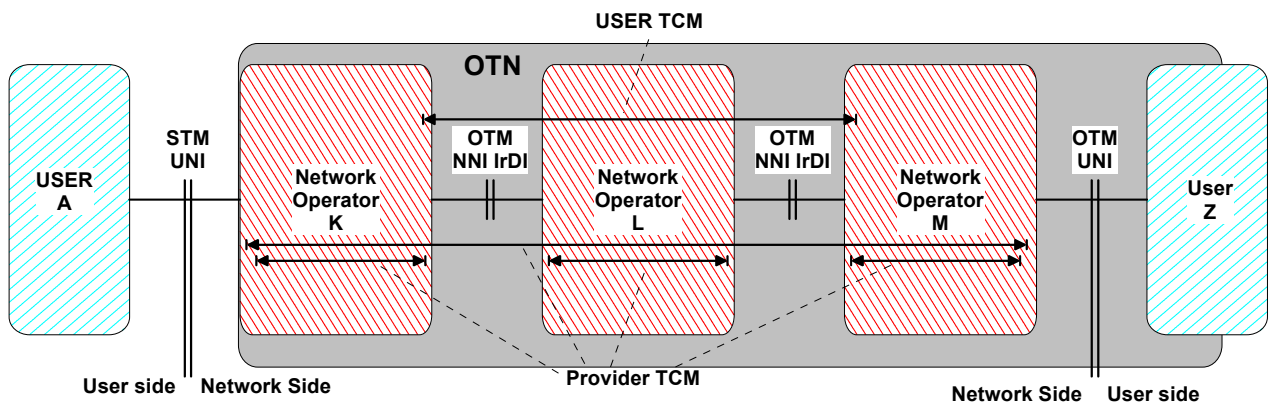 USER TCM
OTN
STM
UNI
OTM
NNI IrDI
OTM
NNI IrDI
OTM
UNI
USER
A
Network
Operator
K
Network
Operator
L
Network
Operator
M
User
Z
User side
Network Side
Provider TCM
Network Side
User side